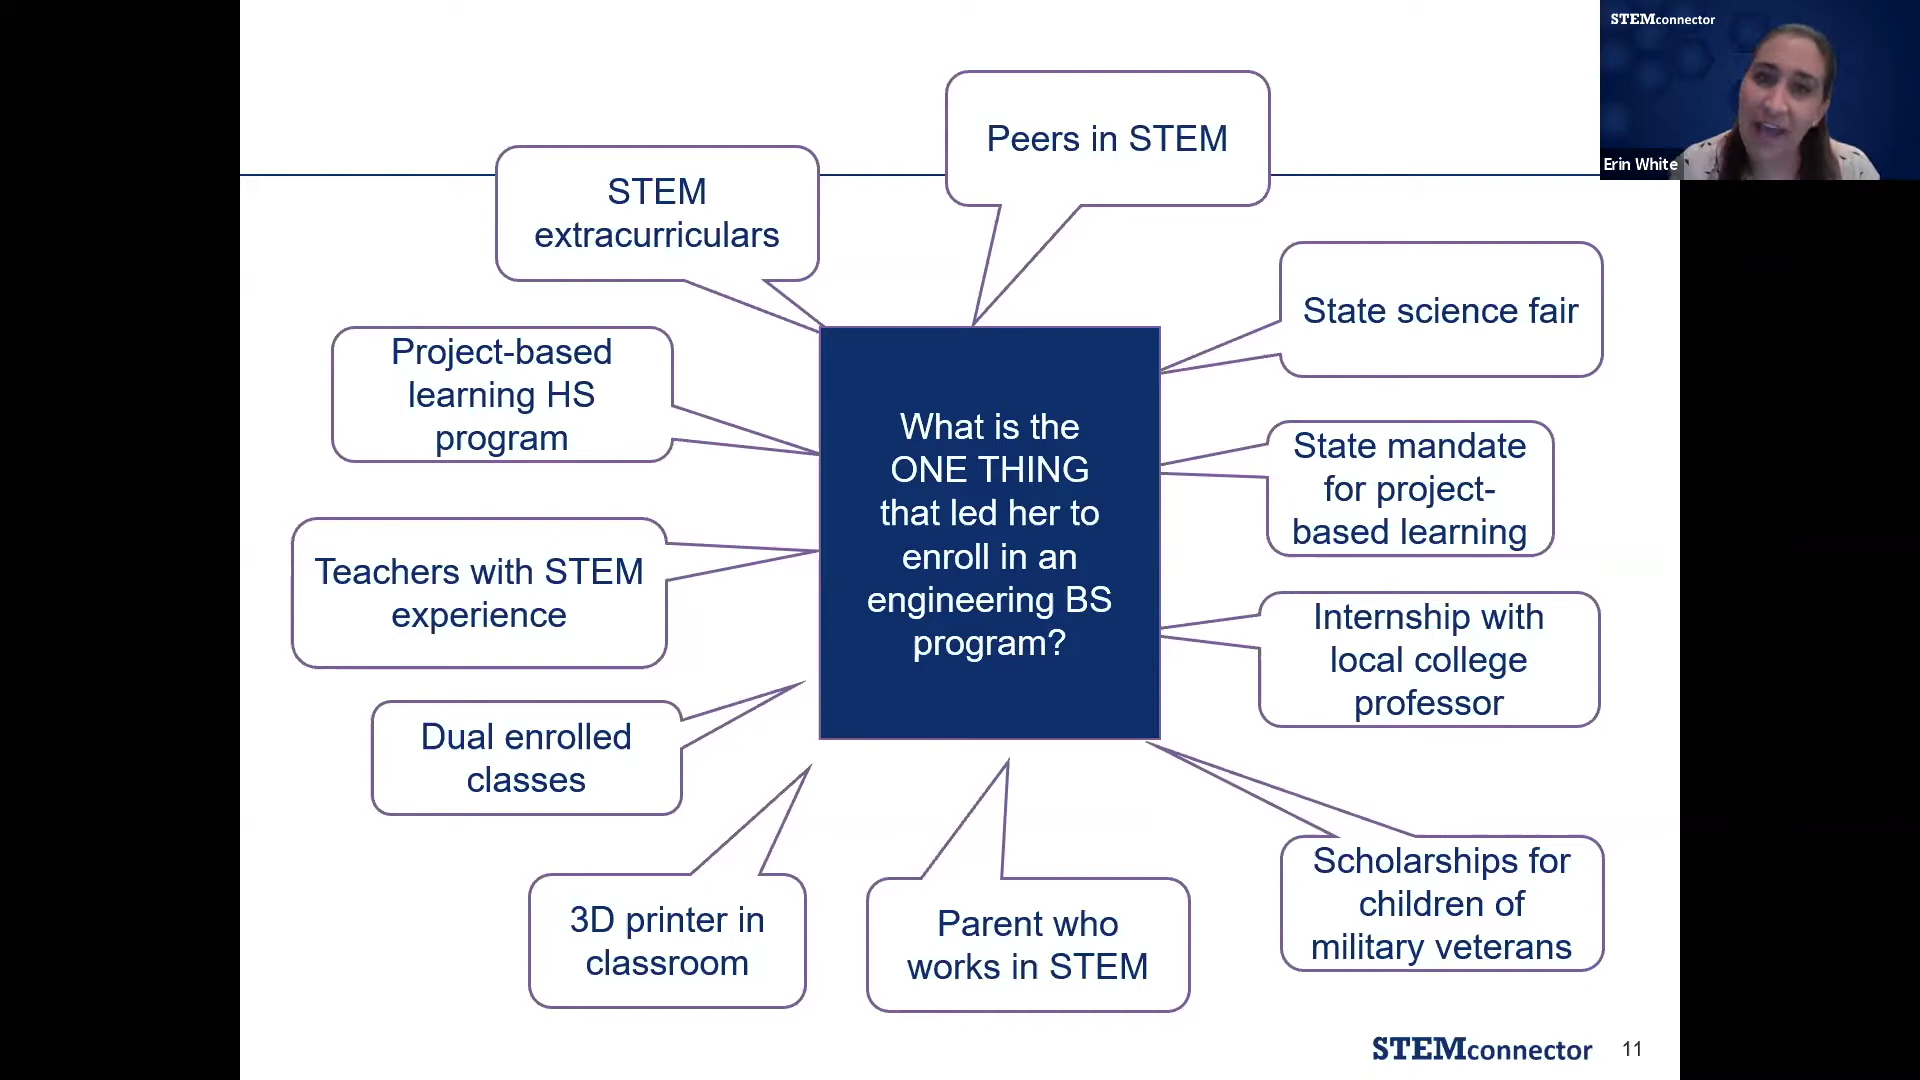 STEMconnector
Erin White
Peers in STEM
STEM
extracurriculars
State science fair
Project-based
learning HS
program
What is the
ONE THING
that led her to
enroll in an
engineering BS
program?
State mandate
for project-
based learning
Teachers with STEM
experience
Internship with
local college
professor
Dual enrolled
classes
Scholarships for
children of
military veterans
3D printer in
classroom
Parent who
works in STEM
STEMconnector 11